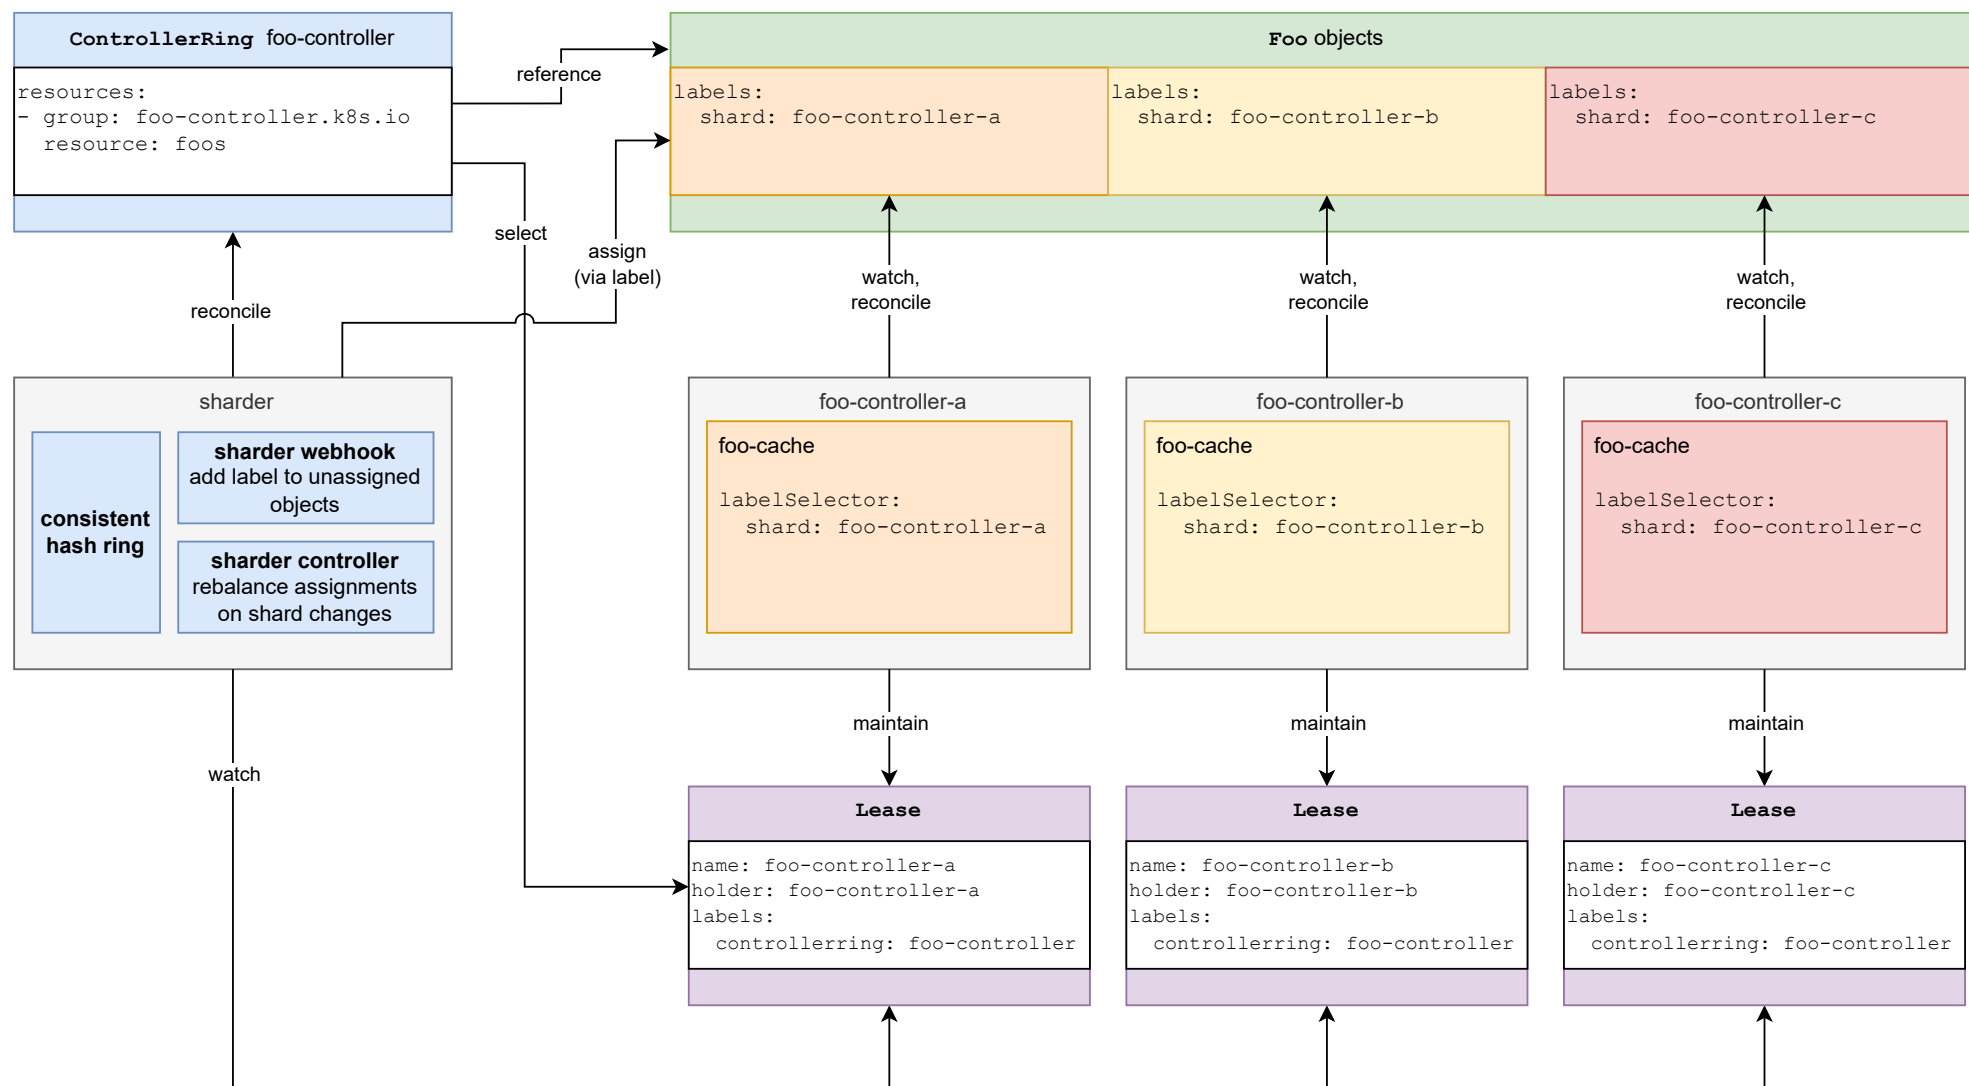 ControllerRing foo-controller
resources:
- group: foo-controller.k8s.io
  resource: foos
reference
Foo objects
labels:
  shard: foo-controller-a
labels:
  shard: foo-controller-b
labels:
  shard: foo-controller-c
select
assign
(via label)
reconcile
watch,
reconcile
watch,
reconcile
watch,
reconcile
sharder
consistent
hash ring
sharder webhook
add label to unassigned
objects
sharder controller
rebalance assignments
on shard changes
foo-controller-a
foo-cache
labelSelector:
  shard: foo-controller-a
foo-controller-b
foo-cache
labelSelector:
  shard: foo-controller-b
foo-controller-c
foo-cache
labelSelector:
  shard: foo-controller-c
watch
maintain
maintain
maintain
Lease
name: foo-controller-a
holder: foo-controller-a
labels:
  controllerring: foo-controller
Lease
name: foo-controller-b
holder: foo-controller-b
labels:
  controllerring: foo-controller
Lease
name: foo-controller-c
holder: foo-controller-c
labels:
  controllerring: foo-controller